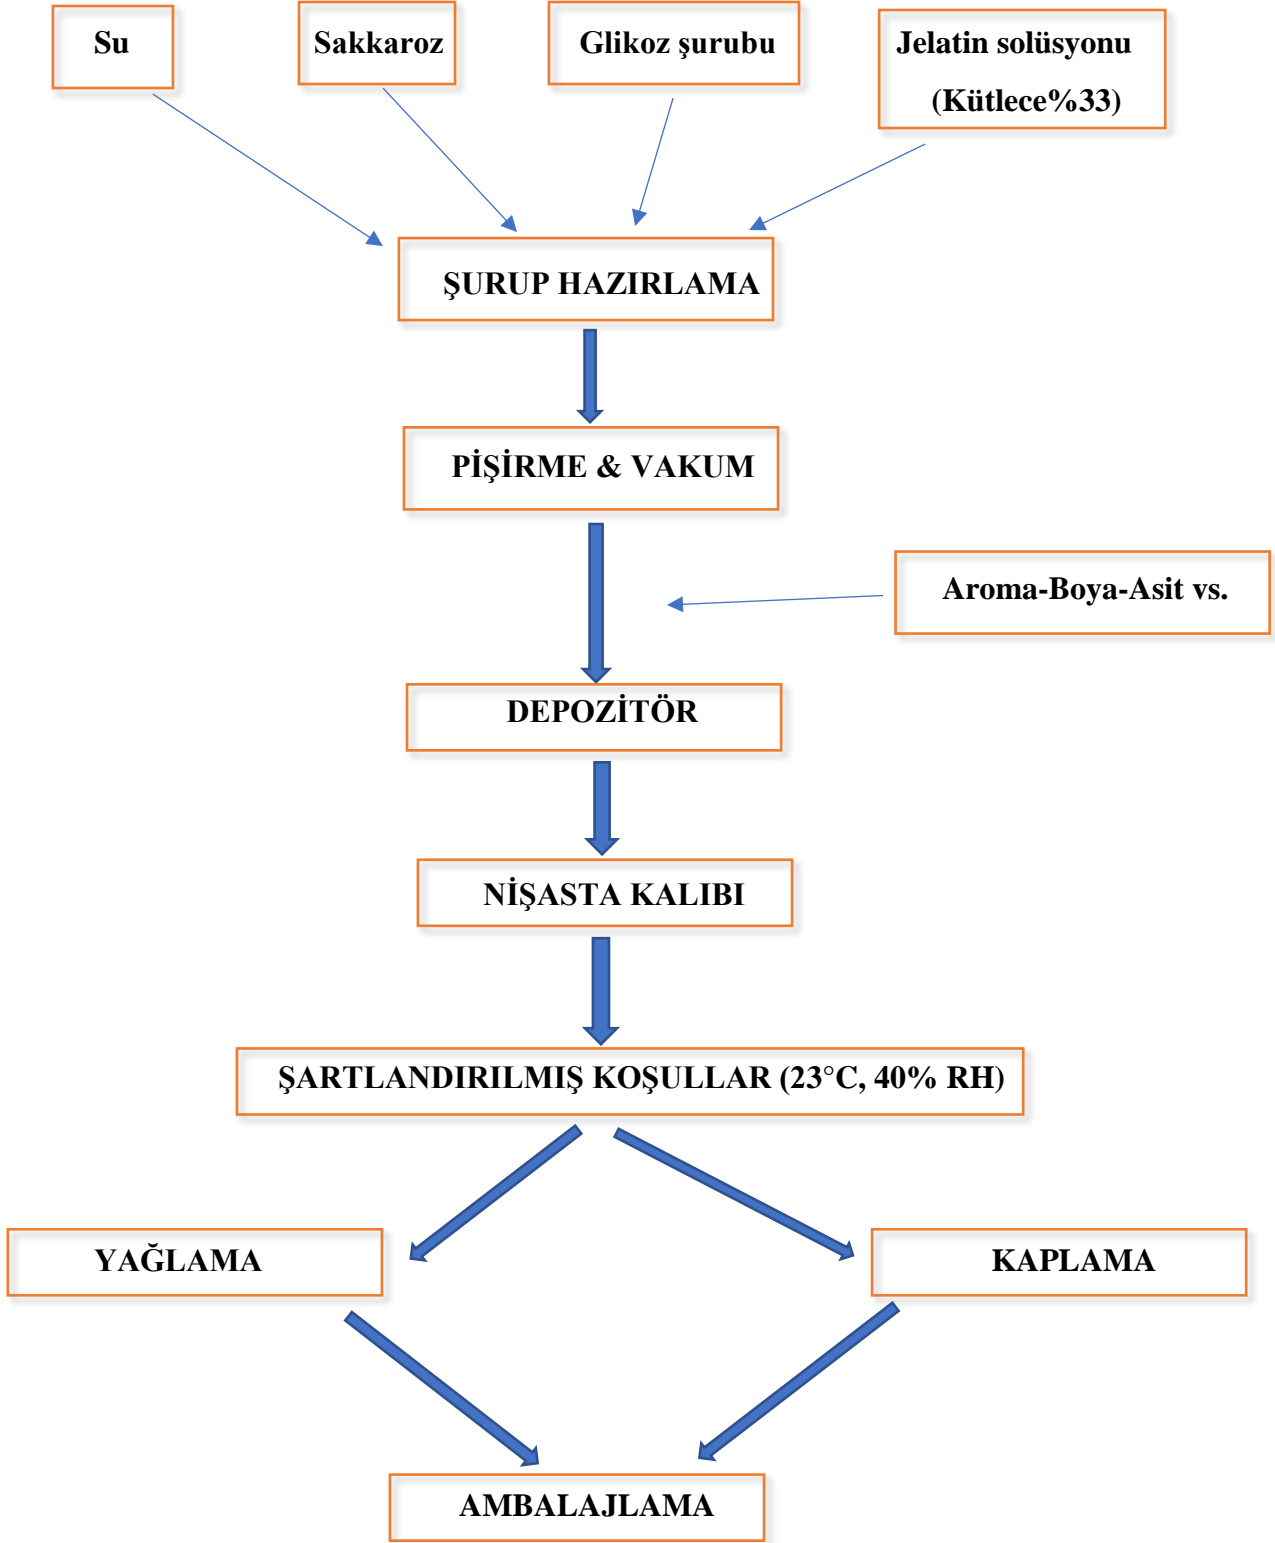 Su
Sakkaroz
Glikoz şurubu
Jelatin solüsyonu
(Kütlece%33)
ŞURUP HAZIRLAMA
PİŞİRME & VAKUM
Aroma-Boya-Asit vs.
DEPOZİTÖR
NİŞASTA KALIBI
ŞARTLANDIRILMIŞ KOŞULLAR (23°C, 40% RH)
YAĞLAMA
KAPLAMA
AMBALAJLAMA